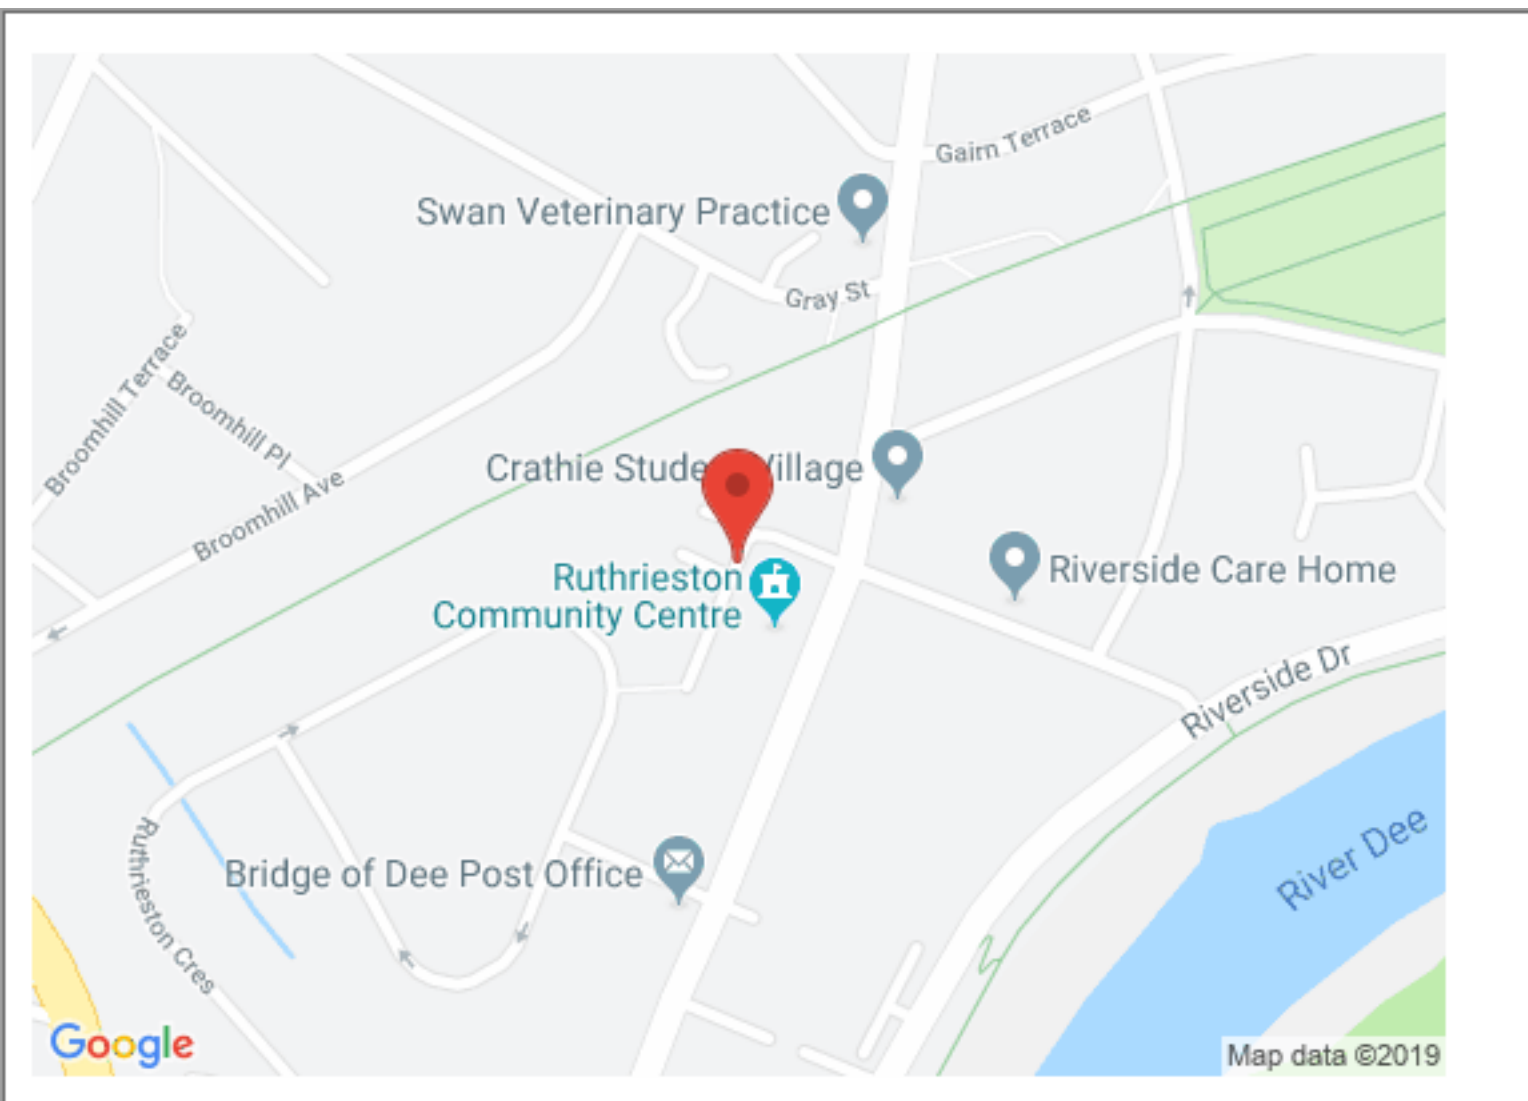 Gairn Terrace
Swan Veterinary Practice
Gray St
Broomhill Terrace
Broomhill Pl
Broomhill Ave
Crathie Stude Village
Riverside Care Home
Ruthrieston
Community Centre
Riverside Dr
Ruthrieston Cres
Bridge of Dee Post Office
River Dee
Google
Map data ©2019